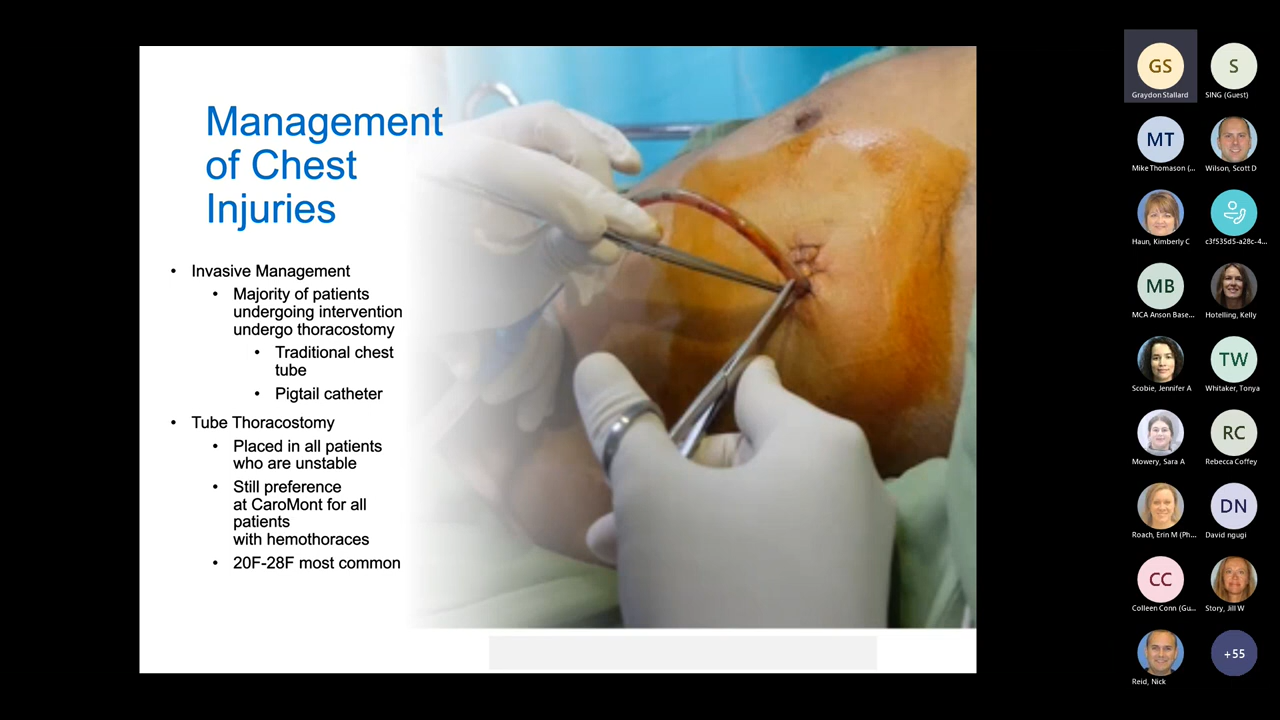 Management
of Chest
Injuries
• Invasive Management
• Majority of patients
undergoing intervention
undergo thoracostomy
• Traditional chest
tube
• Pigtail catheter
• Tube Thoracostomy
• Placed in all patients
who are unstable
• Still preference
at CaroMont for all
patients
with hemothoraces
• 20F-28F most common
GS
Graydon Stallard
S
SING (Guest)
MT
Mike Thomason (...
Wilson, Scott D
Haun, Kimberly C
c3f535d5-a28c-4...
MB
MCA Anson Base...
Hotelling, Kelly
Scobie, Jennifer A
TW
Whitaker, Tonya
Mowery, Sara A
RC
Rebecca Coffey
Roach, Erin M (Ph...
DN
David ngugi
CC
Colleen Conn (Gu...
Story, Jill W
Reid, Nick
+55